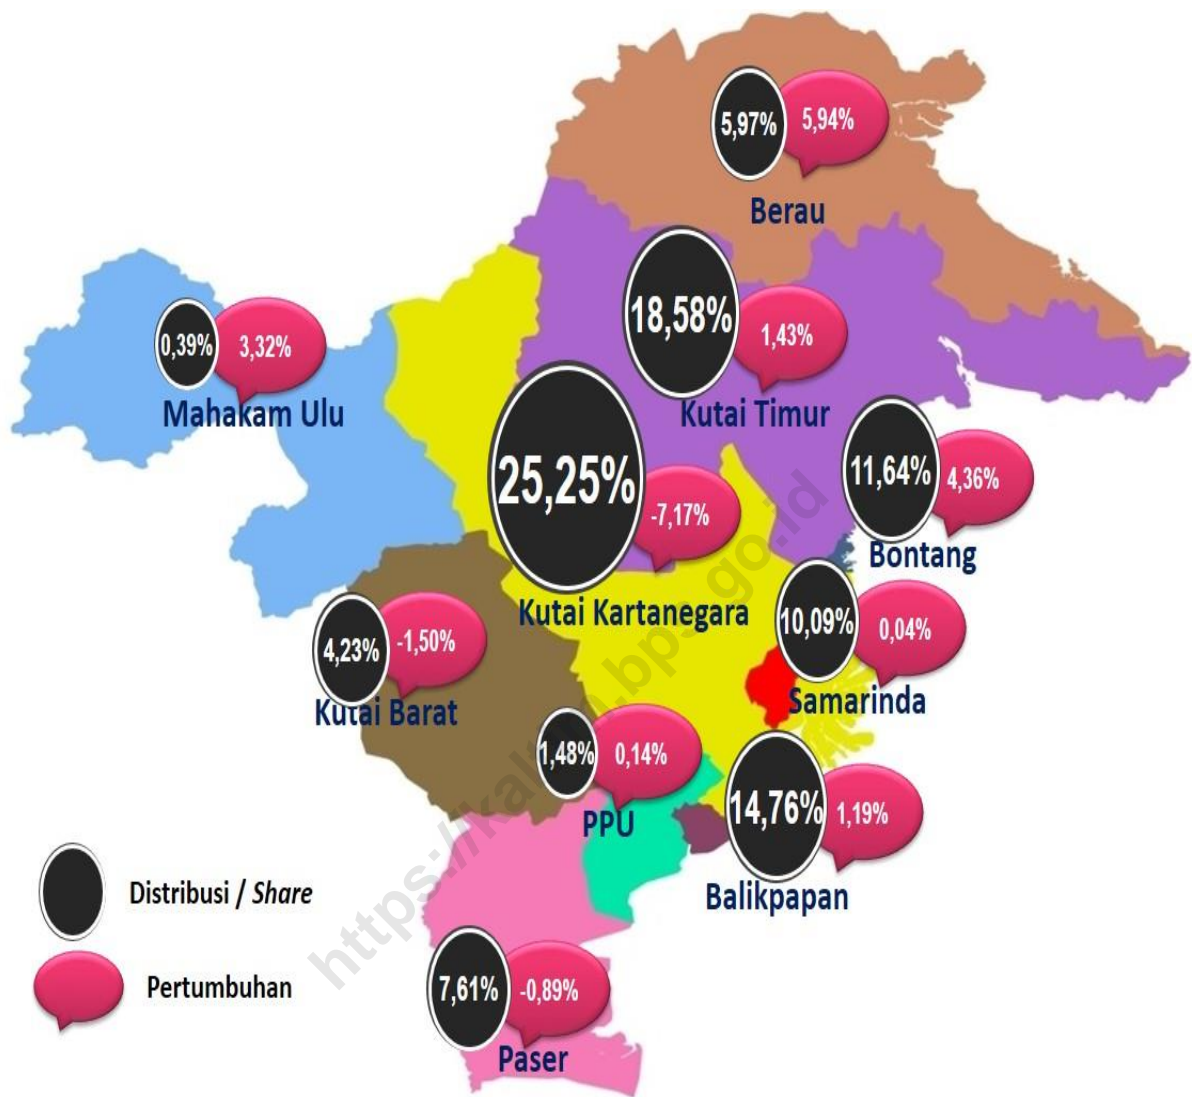 5,97%
5,94%
Berau
18,58%
1,43%
Kutai Timur
0,39%
3,32%
Mahakam Ulu
25,25%
-7,17%
Kutai Kartanegara
11,64%
4,36%
Bontang
10,09%
0,04%
Samarinda
4,23%
-1,50%
Kutai Barat
1,48%
0,14%
PPU
14,76%
1,19%
Balikpapan
7,61%
-0,89%
Paser
Distribusi / Share
Pertumbuhan